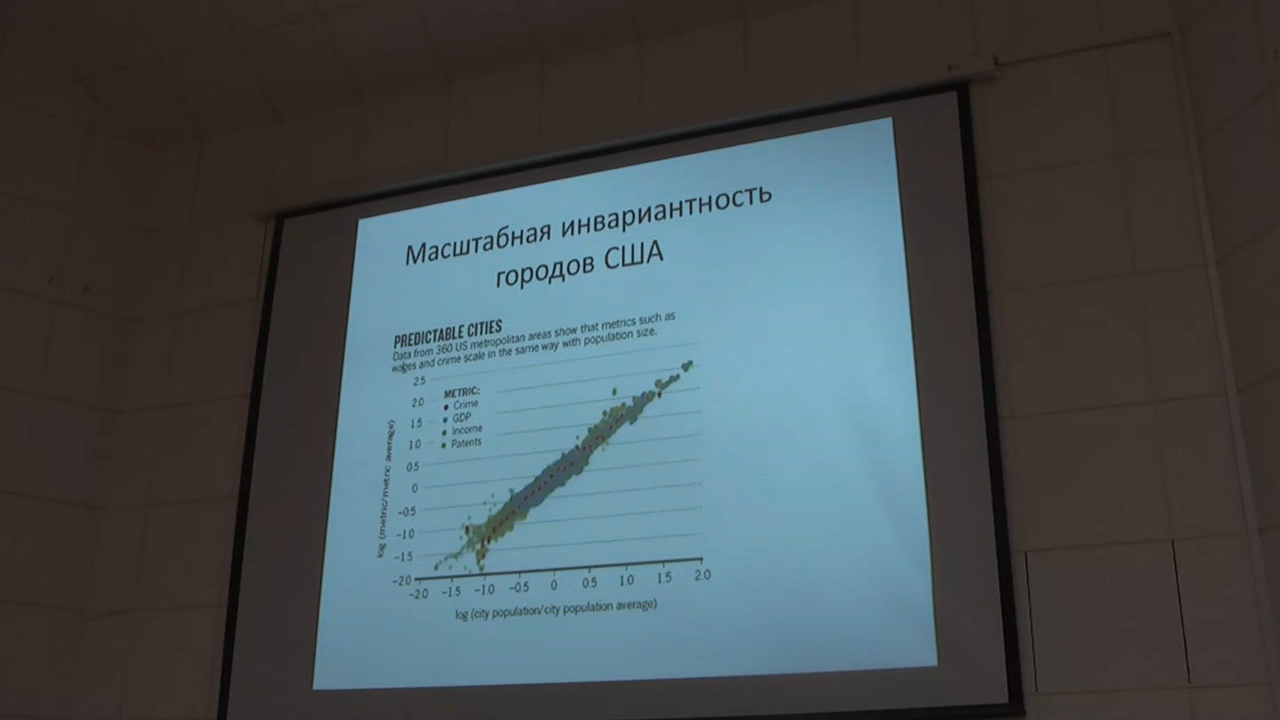 Масштабная инвариантность
городов США
PREDICTABLE CITIES
Data from 360 US metropolitan areas show that metrics such as
wages and crime scale in the same way with population size.
2.5
2.0
1.5
1.0
0.5
0
−0.5
−1.0
−1.5
−2.0
METRIC:
Crime
GDP
Income
Patents
log (metric/metric average)
−2.0 −1.5 −1.0 −0.5 0 0.5 1.0 1.5 2.0
log (city population/city population average)